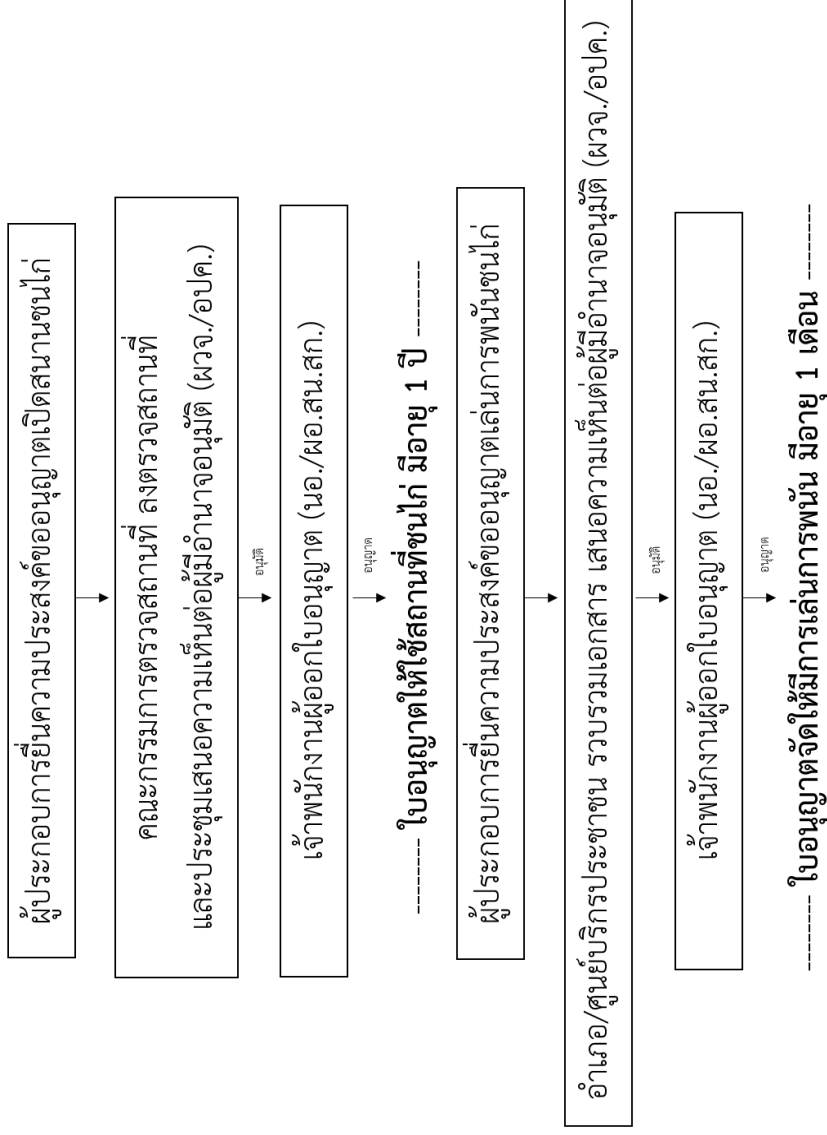 ผู้ประกอบการยื่นความประสงค์ขออนุญาตเปิดสนานชนไก่
คณะกรรมการตรวจสถานที่ ลงตรวจสถานที่
และประชุมเสนอความเห็นต่อผู้มีอำนาจอนุมัติ (ผวจ./อปค.)
อนุมัติ
เจ้าพนักงานผู้ออกใบอนุญาต (นอ./ผอ.สน.สก.)
อนุญาต
-------- ใบอนุญาตให้ใช้สถานที่ชนไก่ มีอายุ 1 ปี --------
ผู้ประกอบการยื่นความประสงค์ขออนุญาตเล่นการพนันชนไก่
อำเภอ/ศูนย์บริกรประชาชน รวบรวมเอกสาร เสนอความเห็นต่อผู้มีอำนาจอนุมัติ (ผวจ./อปค.)
อนุมัติ
เจ้าพนักงานผู้ออกใบอนุญาต (นอ./ผอ.สน.สก.)
อนุญาต
-------- ใบอนุญาตจัดให้มีการเล่นการพนัน มีอายุ 1 เดือน --------